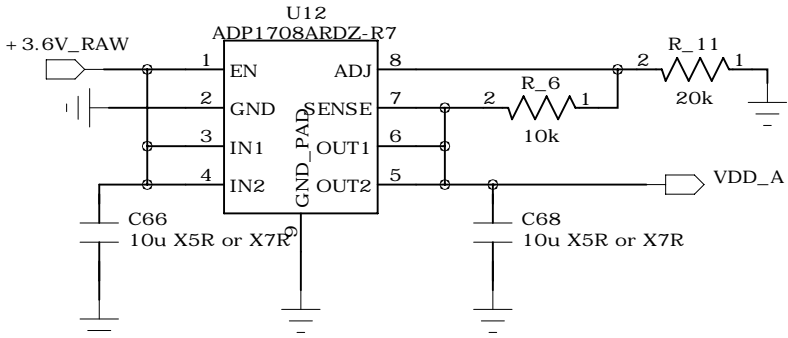 U12
ADP1708ARDZ-R7
+3.6V_RAW
1 EN ADJ 8
2 GND SENSE 7
3 IN1 OUT1 6
4 IN2 OUT2 5
GND_PAD
9
2 R_11 1
20k
2 R_6 1
10k
VDD_A
C66
10u X5R or X7R
C68
10u X5R or X7R